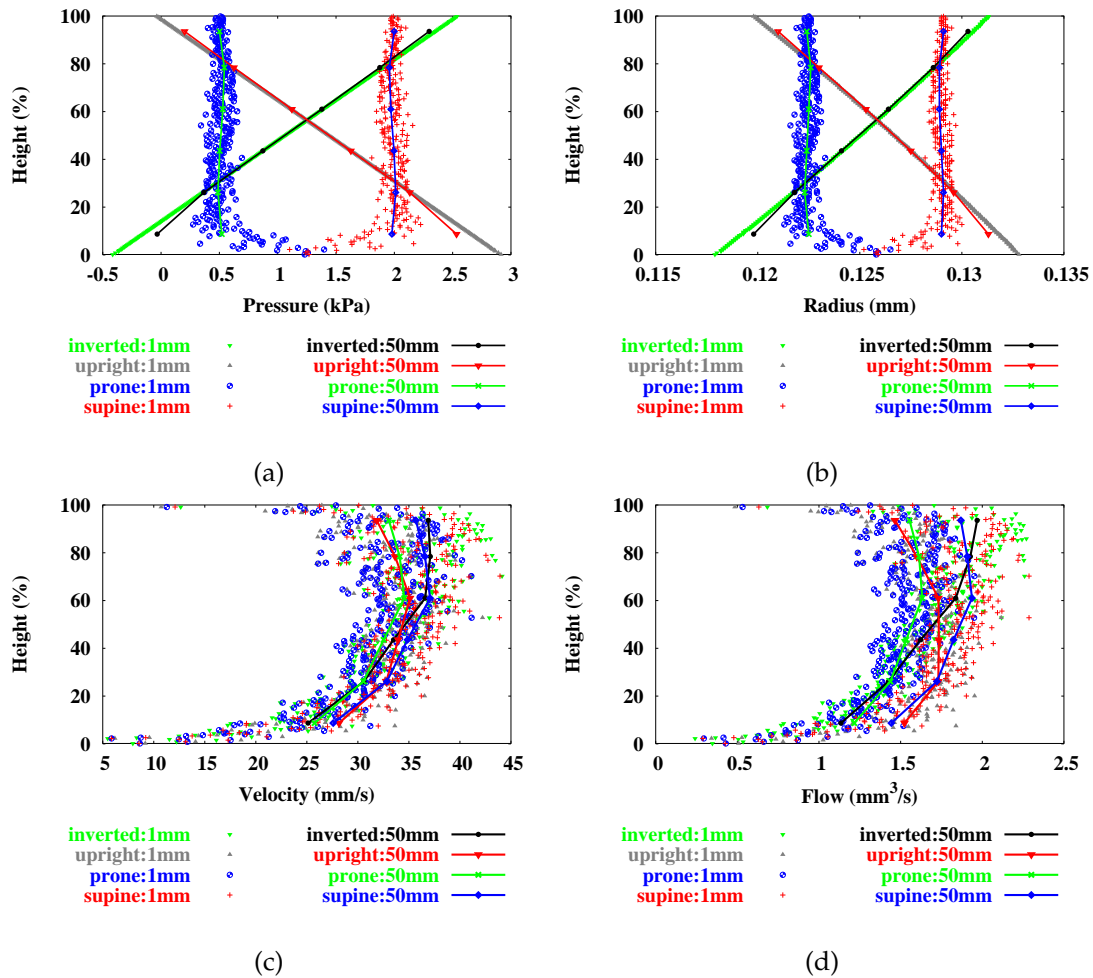 100
80
60
40
20
0
Height (%)
-0.5 0 0.5 1 1.5 2 2.5 3
Pressure (kPa)
inverted:1mm inverted:50mm
upright:1mm upright:50mm
prone:1mm prone:50mm
supine:1mm supine:50mm
(a)
100
80
60
40
20
0
Height (%)
0.115 0.12 0.125 0.13 0.135
Radius (mm)
inverted:1mm inverted:50mm
upright:1mm upright:50mm
prone:1mm prone:50mm
supine:1mm supine:50mm
(b)
100
80
60
40
20
0
Height (%)
5 10 15 20 25 30 35 40 45
Velocity (mm/s)
inverted:1mm inverted:50mm
upright:1mm upright:50mm
prone:1mm prone:50mm
supine:1mm supine:50mm
(c)
100
80
60
40
20
0
Height (%)
0 0.5 1 1.5 2 2.5
Flow (mm³/s)
inverted:1mm inverted:50mm
upright:1mm upright:50mm
prone:1mm prone:50mm
supine:1mm supine:50mm
(d)